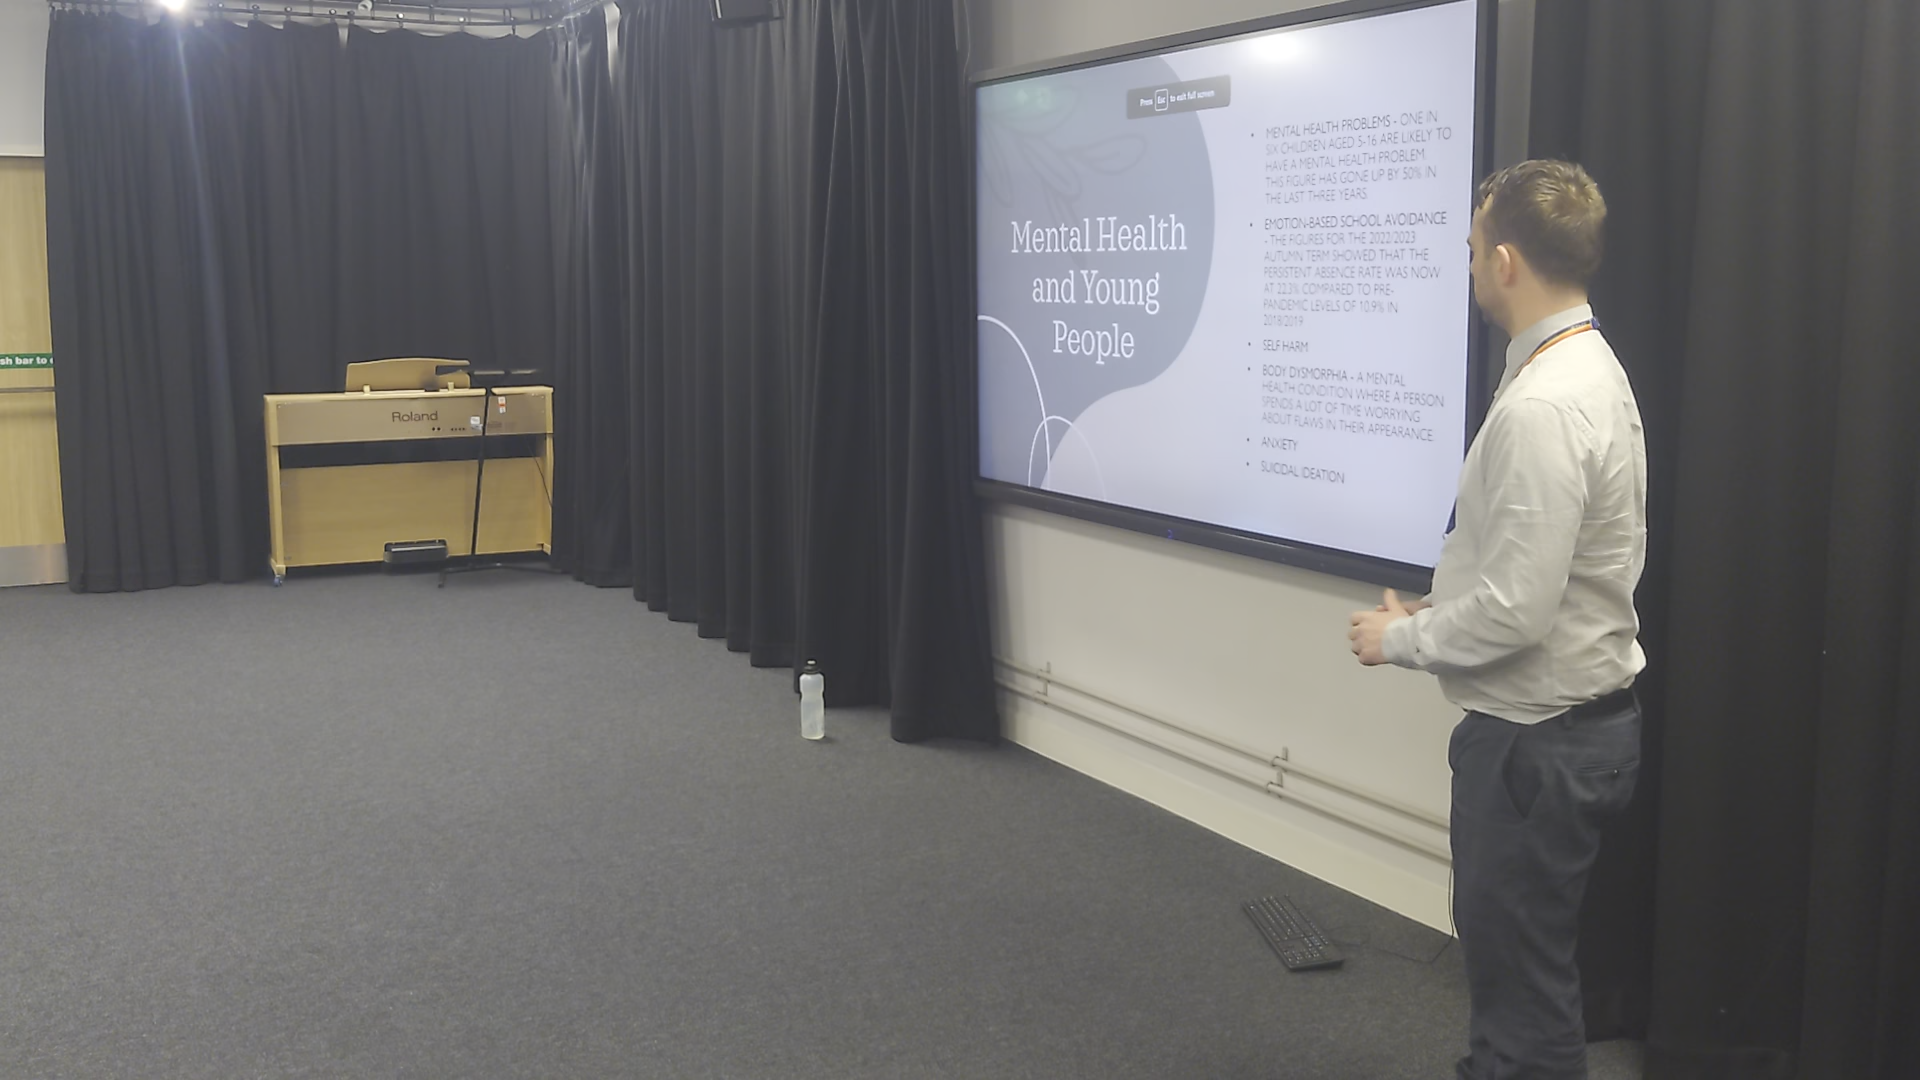 sh bar to
Roland
Press Esc to exit full screen
Mental Health
and Young
People
• MENTAL HEALTH PROBLEMS - ONE IN
SIX CHILDREN AGED 5-16 ARE LIKELY TO
HAVE A MENTAL HEALTH PROBLEM.
THIS FIGURE HAS GONE UP BY 50% IN
THE LAST THREE YEARS.
• EMOTION-BASED SCHOOL AVOIDANCE
- THE FIGURES FOR THE 2022/2023
AUTUMN TERM SHOWED THAT THE
PERSISTENT ABSENCE RATE WAS NOW
AT 22.3% COMPARED TO PRE-
PANDEMIC LEVELS OF 10.9% IN
2018/2019
• SELF HARM
• BODY DYSMORPHIA - A MENTAL
HEALTH CONDITION WHERE A PERSON
SPENDS A LOT OF TIME WORRYING
ABOUT FLAWS IN THEIR APPEARANCE.
• ANXIETY
• SUICIDAL IDEATION